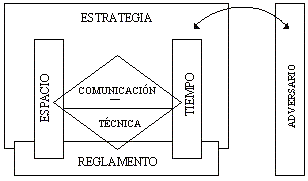 ESTRATEGIA
ESPACIO
COMUNICACIÓN
TÉCNICA
TIEMPO
ADVERSARIO
REGLAMENTO